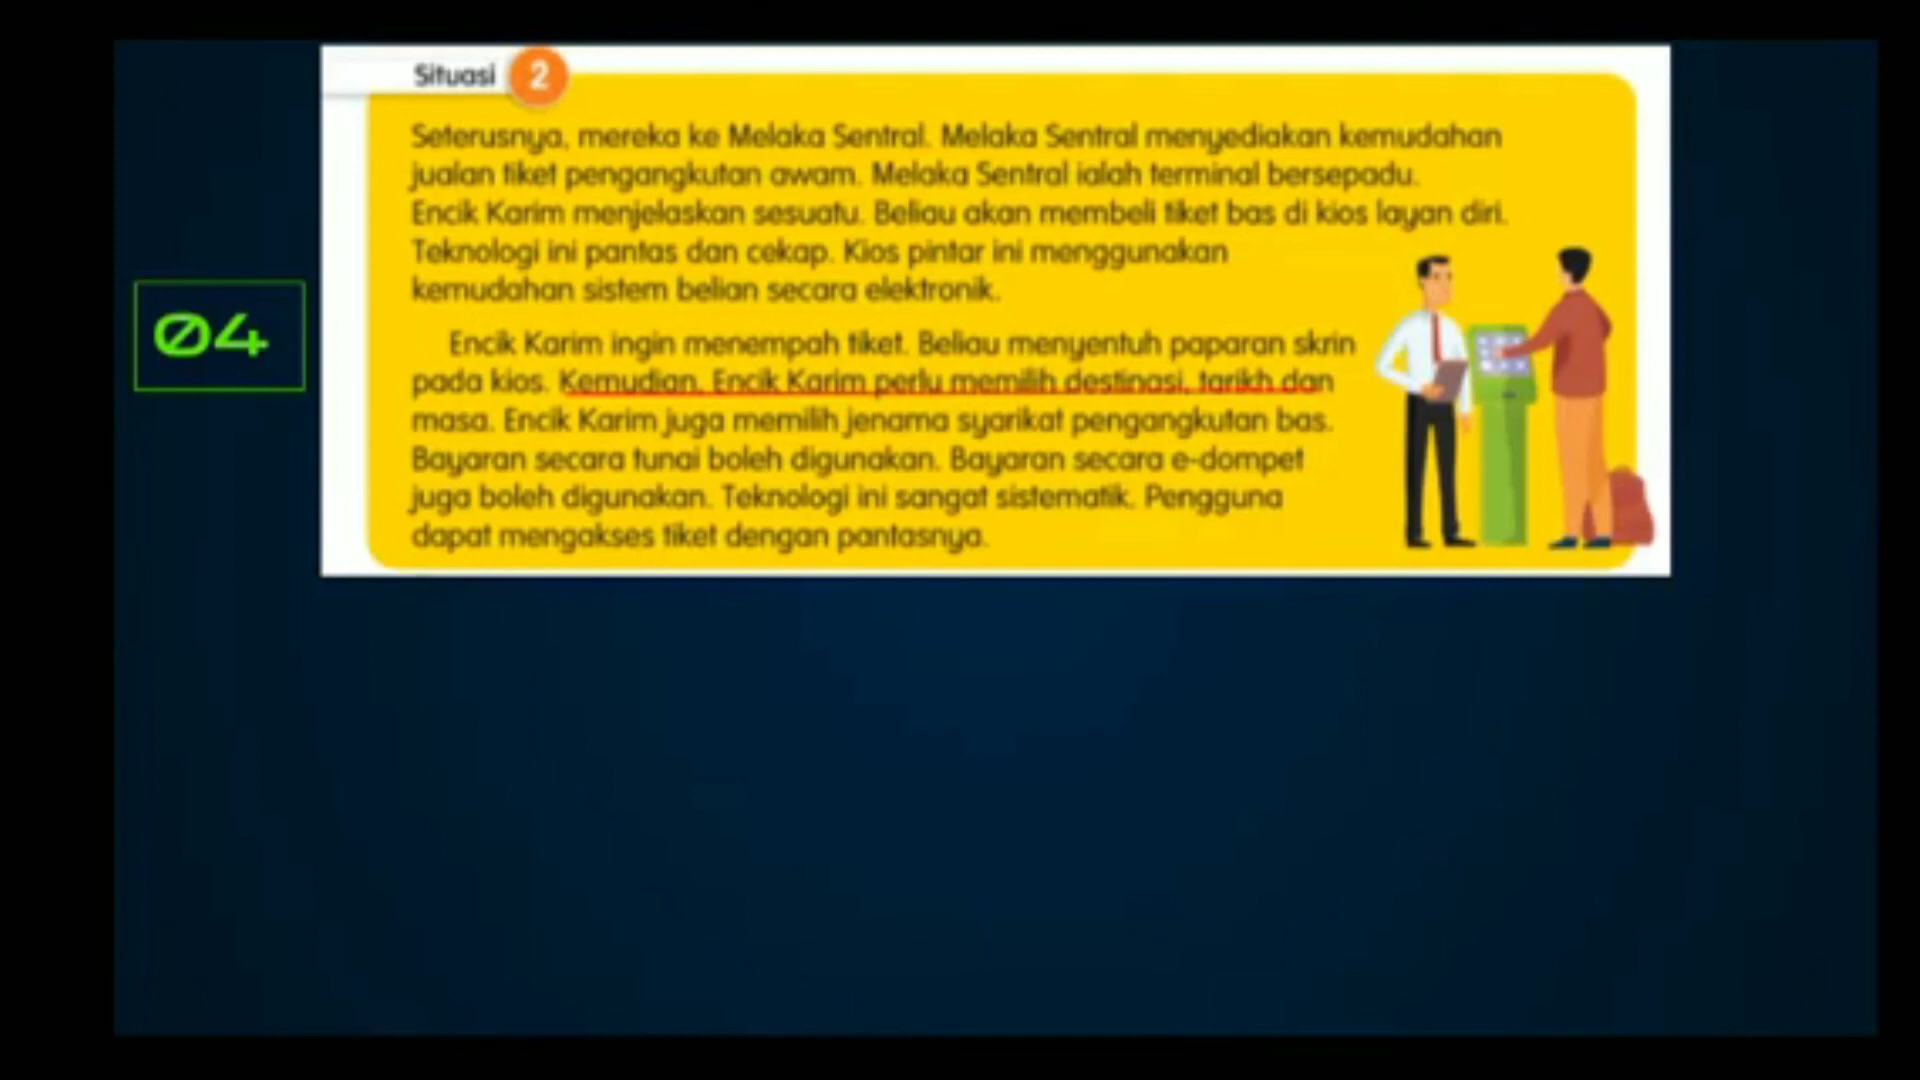 Situasi 2
Seterusnya, mereka ke Melaka Sentral. Melaka Sentral menyediakan kemudahan
jualan tiket pengangkutan awam. Melaka Sentral ialah terminal bersepadu.
Encik Karim menjelaskan sesuatu. Beliau akan membeli tiket bas di kios layan diri.
Teknologi ini pantas dan cekap. Kios pintar ini menggunakan
kemudahan sistem belian secara elektronik.
Encik Karim ingin menempah tiket. Beliau menyentuh paparan skrin
pada kios. Kemudian, Encik Karim perlu memilih destinasi, tarikh dan
masa. Encik Karim juga memilih jenama syarikat pengangkutan bas.
Bayaran secara tunai boleh digunakan. Bayaran secara e-dompet
juga boleh digunakan. Teknologi ini sangat sistematik. Pengguna
dapat mengakses tiket dengan pantasnya.
04